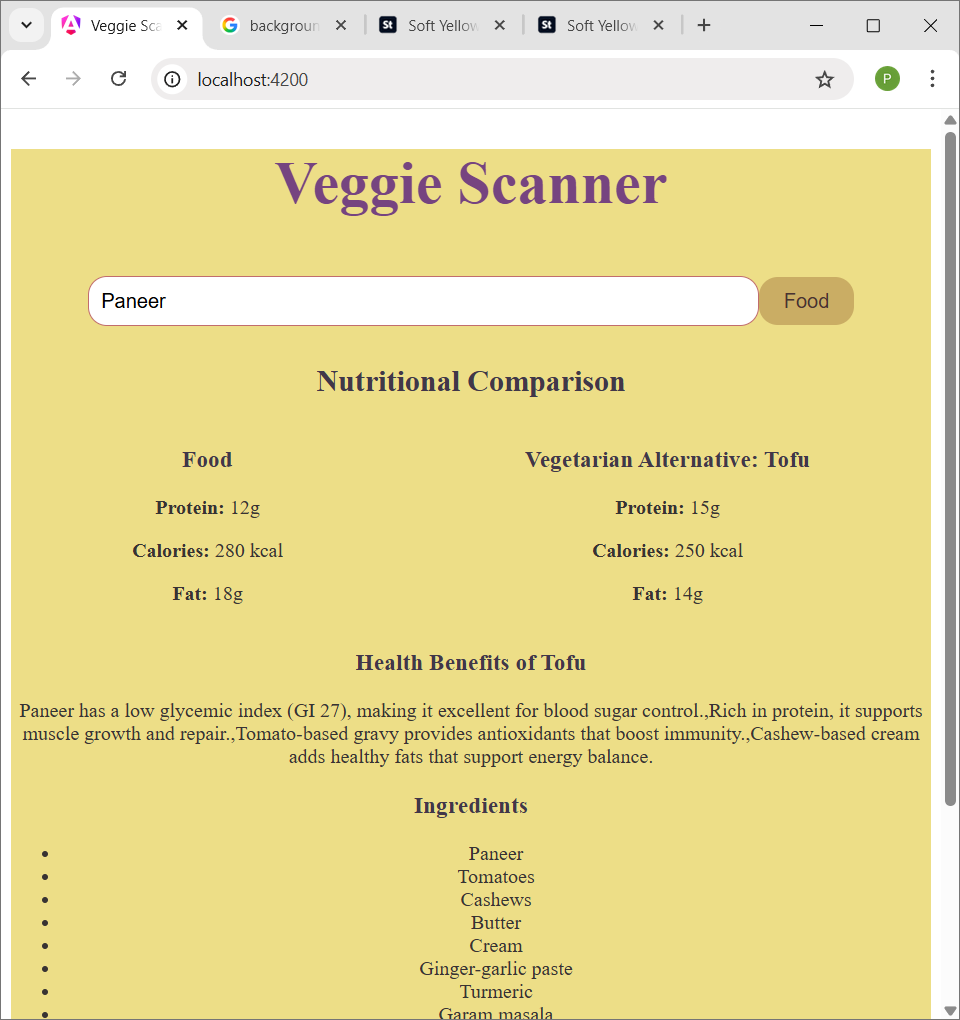 Veggie Sca
backgroun
Soft Yellow
Soft Yellow
localhost:4200
P
Veggie Scanner
Paneer
Food
Nutritional Comparison
Food
Vegetarian Alternative: Tofu
Protein: 12g
Protein: 15g
Calories: 280 kcal
Calories: 250 kcal
Fat: 18g
Fat: 14g
Health Benefits of Tofu
Paneer has a low glycemic index (GI 27), making it excellent for blood sugar control.,Rich in protein, it supports
muscle growth and repair.,Tomato-based gravy provides antioxidants that boost immunity.,Cashew-based cream
adds healthy fats that support energy balance.
Ingredients
Paneer
Tomatoes
Cashews
Butter
Cream
Ginger-garlic paste
Turmeric
Garam masala